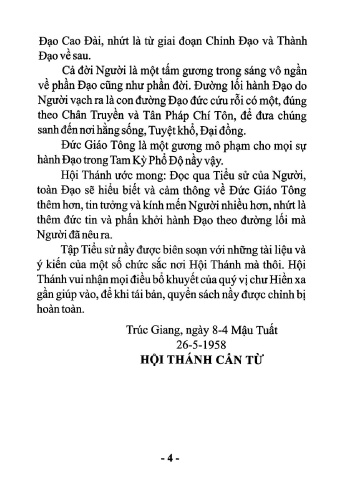 Đạo Cao Đài, nhứt là từ giai đoạn Chinh Đạo và Thành
Đạo về sau.
Cả đời Người là một tấm gương trong sáng vô ngần
về phần Đạo cũng như phần đời. Đường lối hành Đạo do
Người vạch ra là con đường Đạo đức cứu rỗi có một, đúng
theo Chân Truyền và Tân Pháp Chí Tôn, để đưa chúng
sanh đến nơi hằng sống, Tuyệt khổ, Đại đồng.
Đức Giáo Tông là một gương mô phạm cho mọi sự
hành Đạo trong Tam Kỳ Phổ Độ nầy vậy.
Hội Thánh ước mong: Đọc qua Tiểu sử của Người,
toàn Đạo sẽ hiểu biết và cảm thông về Đức Giáo Tông
thêm hơn, tin tưởng và kính mến Người nhiều hơn, nhứt là
thêm đức tin và phấn khởi hành Đạo theo đường lối mà
Người đã nêu ra.
Tập Tiểu sử nầy được biên soạn với những tài liệu và
ý kiến của một số chức sắc nơi Hội Thánh mà thôi. Hội
Thánh vui nhận mọi điều bổ khuyết của quý vị chư Hiền xa
gần giúp vào, để khi tái bản, quyển sách nầy được chỉnh bị
hoàn toàn.
Trúc Giang, ngày 8-4 Mậu Tuất
26-5-1958
HỘI THÁNH CÂN TỪ
- 4 -